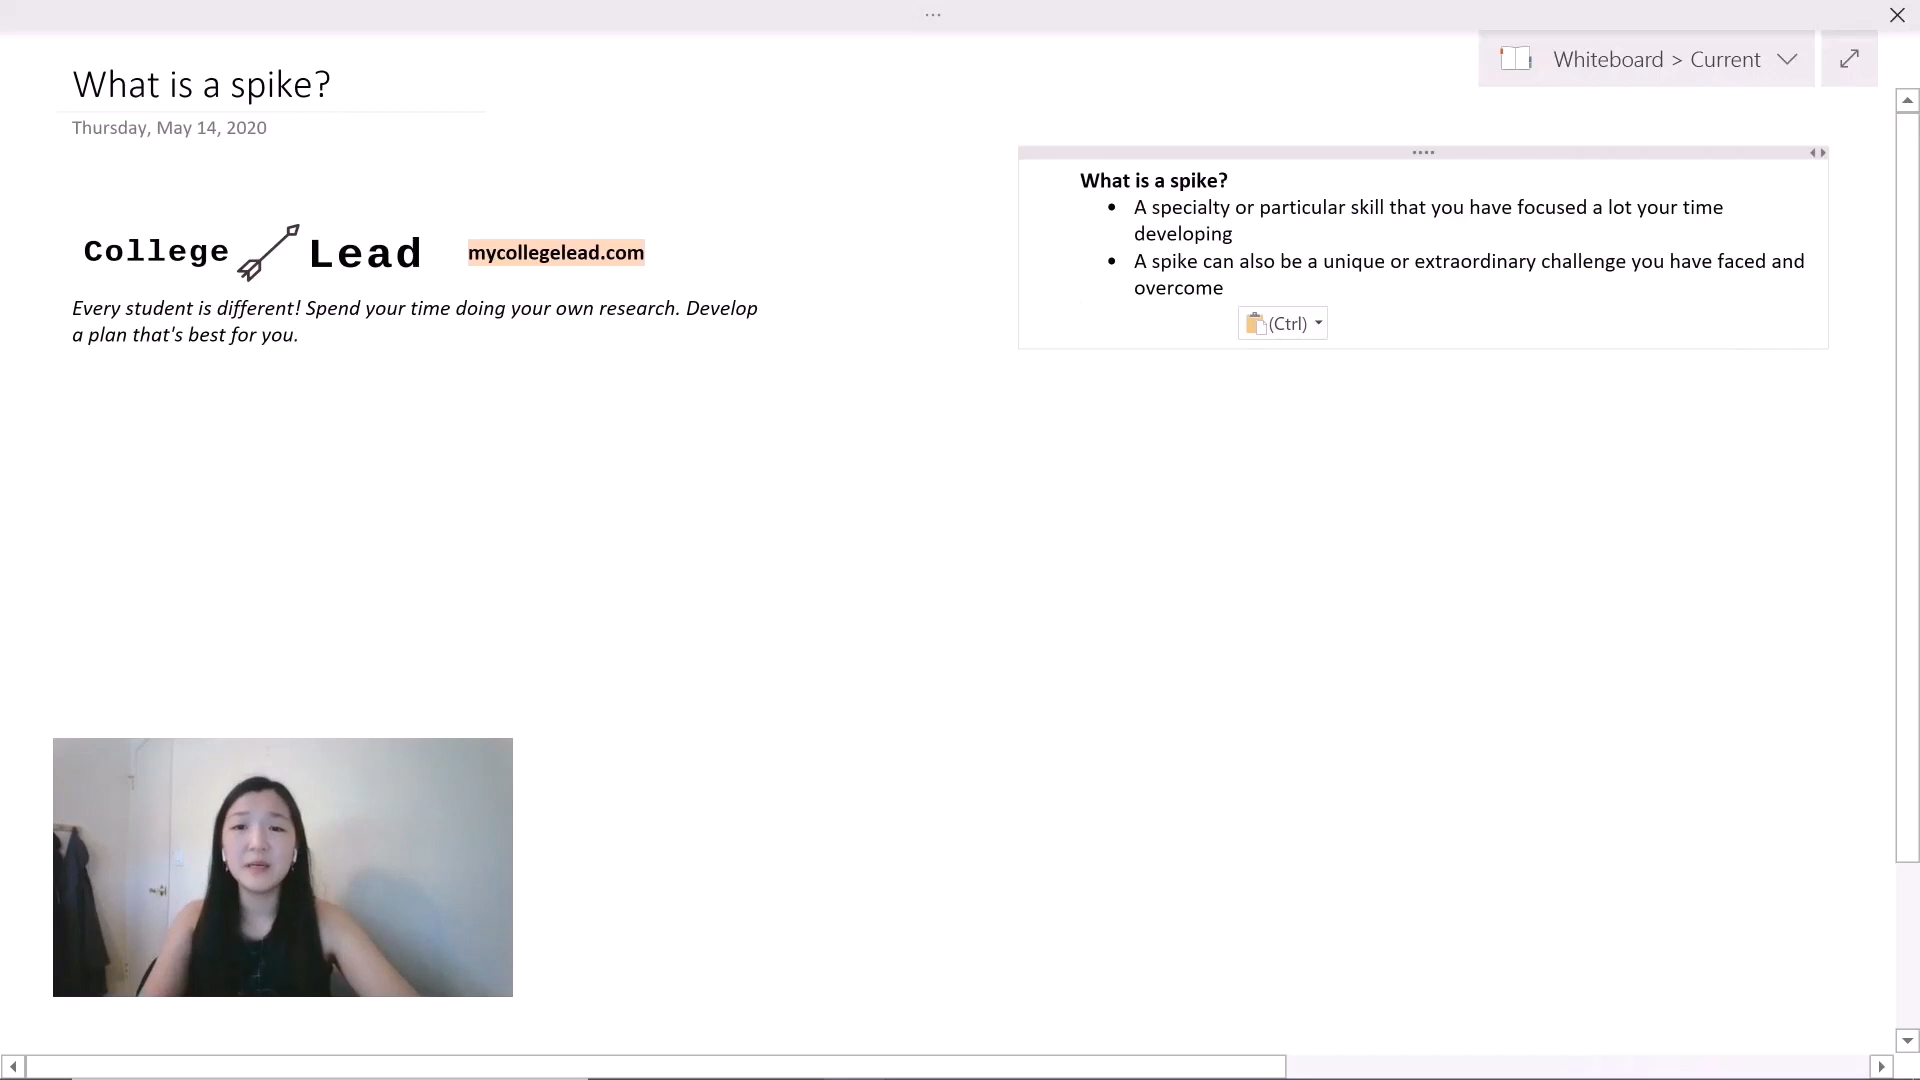 What is a spike?
Thursday, May 14, 2020
Whiteboard > Current
College Lead mycollegelead.com
Every student is different! Spend your time doing your own research. Develop
a plan that's best for you.
What is a spike?
• A specialty or particular skill that you have focused a lot your time
developing
• A spike can also be a unique or extraordinary challenge you have faced and
overcome
(Ctrl)